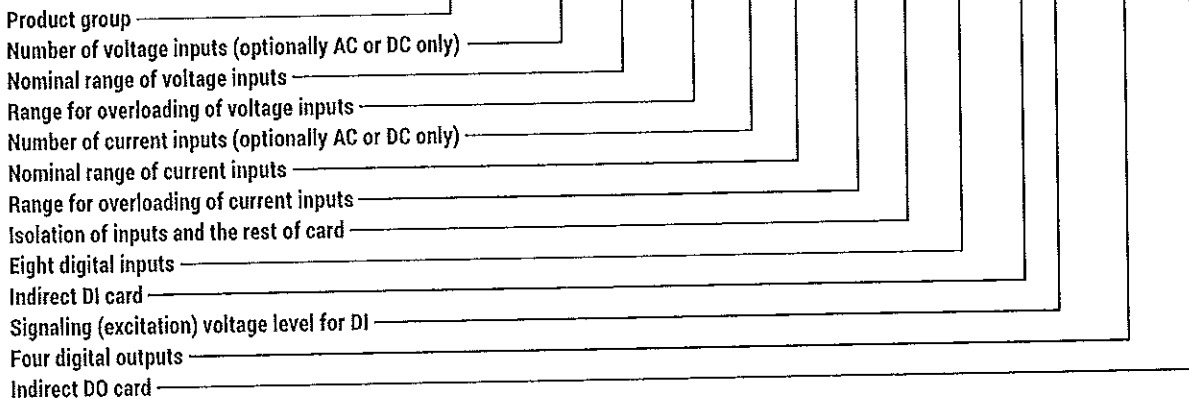 Product group
Number of voltage inputs (optionally AC or DC only)
Nominal range of voltage inputs
Range for overloading of voltage inputs
Number of current inputs (optionally AC or DC only)
Nominal range of current inputs
Range for overloading of current inputs
Isolation of inputs and the rest of card
Eight digital inputs
Indirect DI card
Signaling (excitation) voltage level for DI
Four digital outputs
Indirect DO card